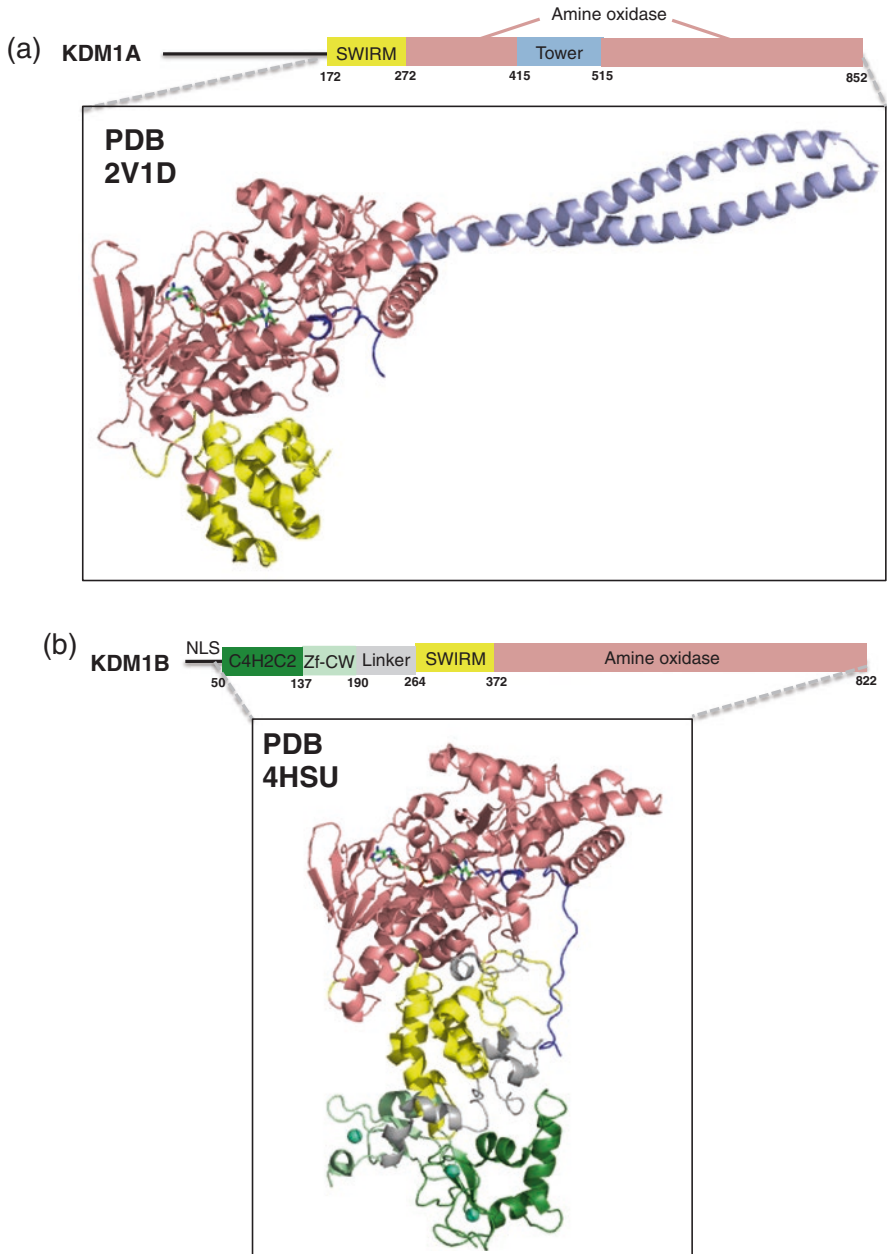 Amine oxidase
(a) KDM1A SWIRM Tower
172 272 415 515 852
PDB
2V1D
(b) KDM1B NLS C4H2C2 Zf-CW Linker SWIRM Amine oxidase
50 137 190 264 372 822
PDB
4HSU